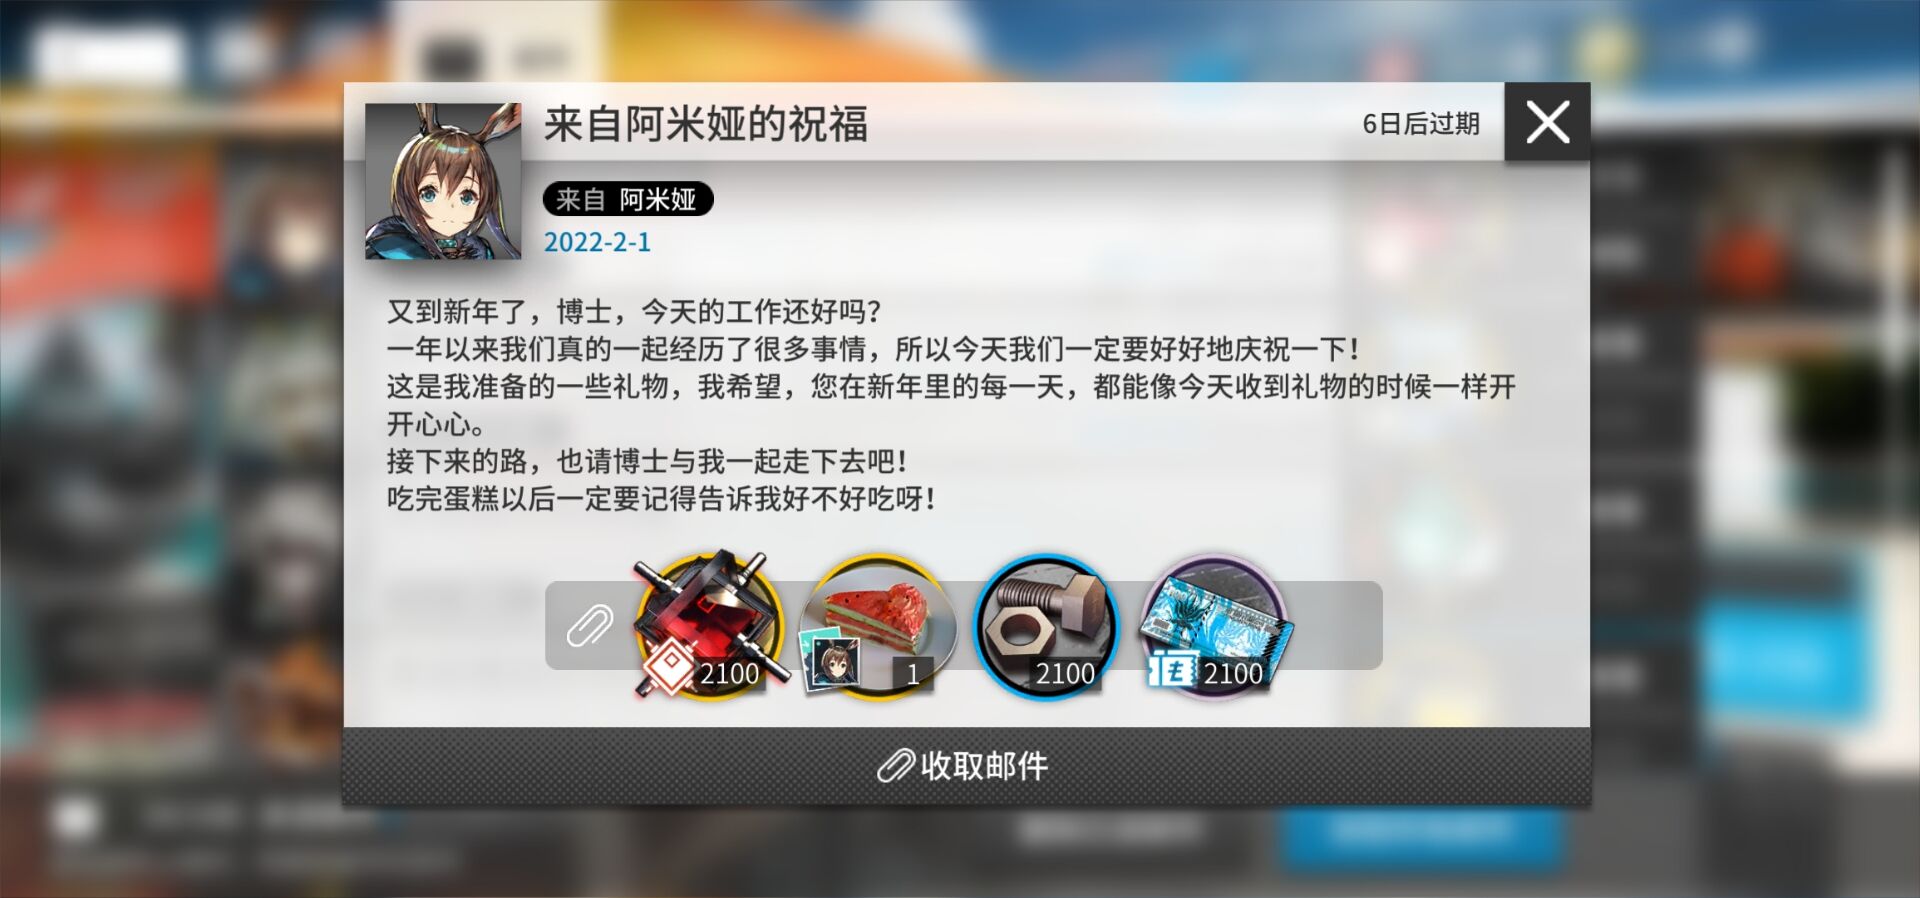 来自阿米娅的祝福
6日后过期
来自 阿米娅
2022-2-1
又到新年了，博士，今天的工作还好吗？
一年以来我们真的一起经历了很多事情，所以今天我们一定要好好地庆祝一下！
这是我准备的一些礼物，我希望，您在新年里的每一天，都能像今天收到礼物的时候一样开
开心心。
接下来的路，也请博士与我一起走下去吧！
吃完蛋糕以后一定要记得告诉我好不好吃呀！
2100
1
2100
2100
收取邮件